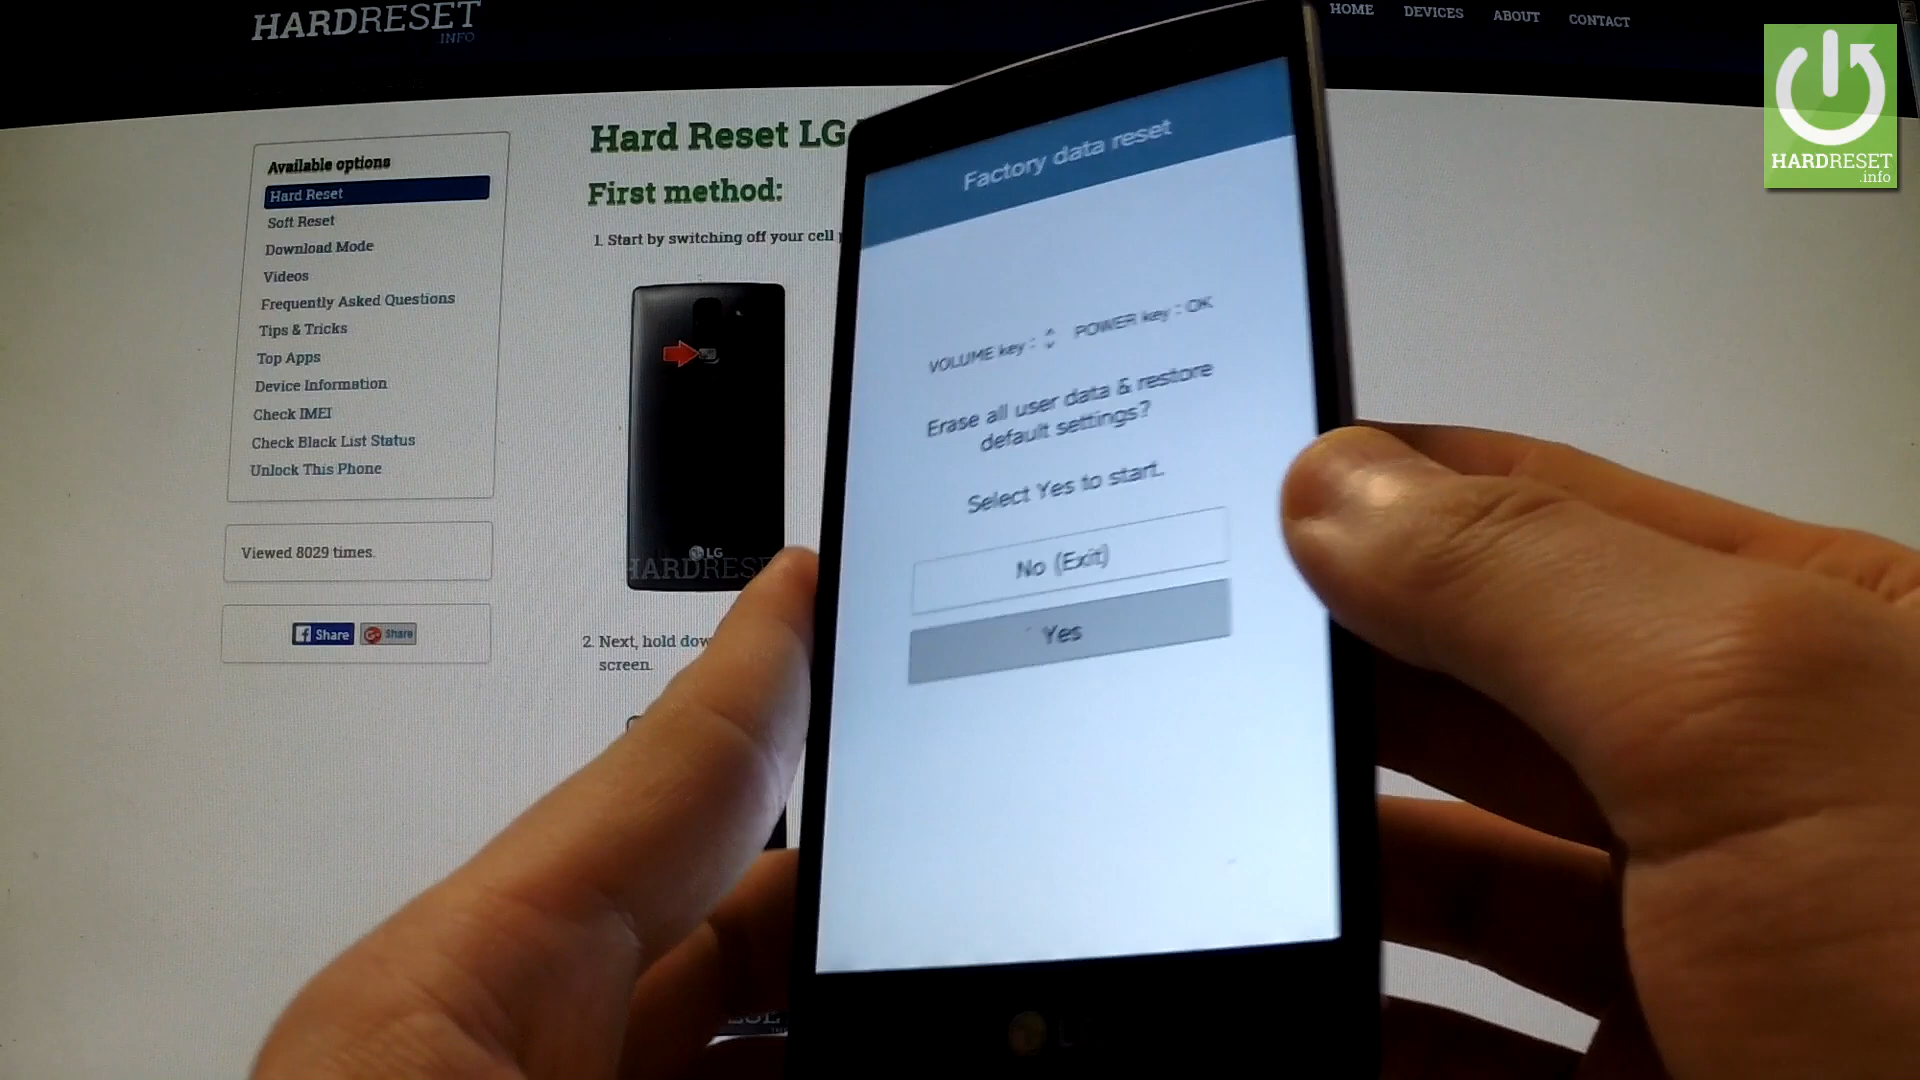 HARDRESET
.INFO
HOME
DEVICES
ABOUT
CONTACT
HARDRESET
.info
Available options
Hard Reset
Soft Reset
Download Mode
Videos
Frequently Asked Questions
Tips & Tricks
Top Apps
Device Information
Check IMEI
Check Black List Status
Unlock This Phone
Viewed 8029 times.
Share
Share
Hard Reset LG
First method:
1. Start by switching off your cell
LG
HARDRESE
2. Next, hold dow
screen.
Factory data reset
VOLUME key : POWER key : OK
Erase all user data & restore
default settings?
Select Yes to start.
No (Exit)
Yes